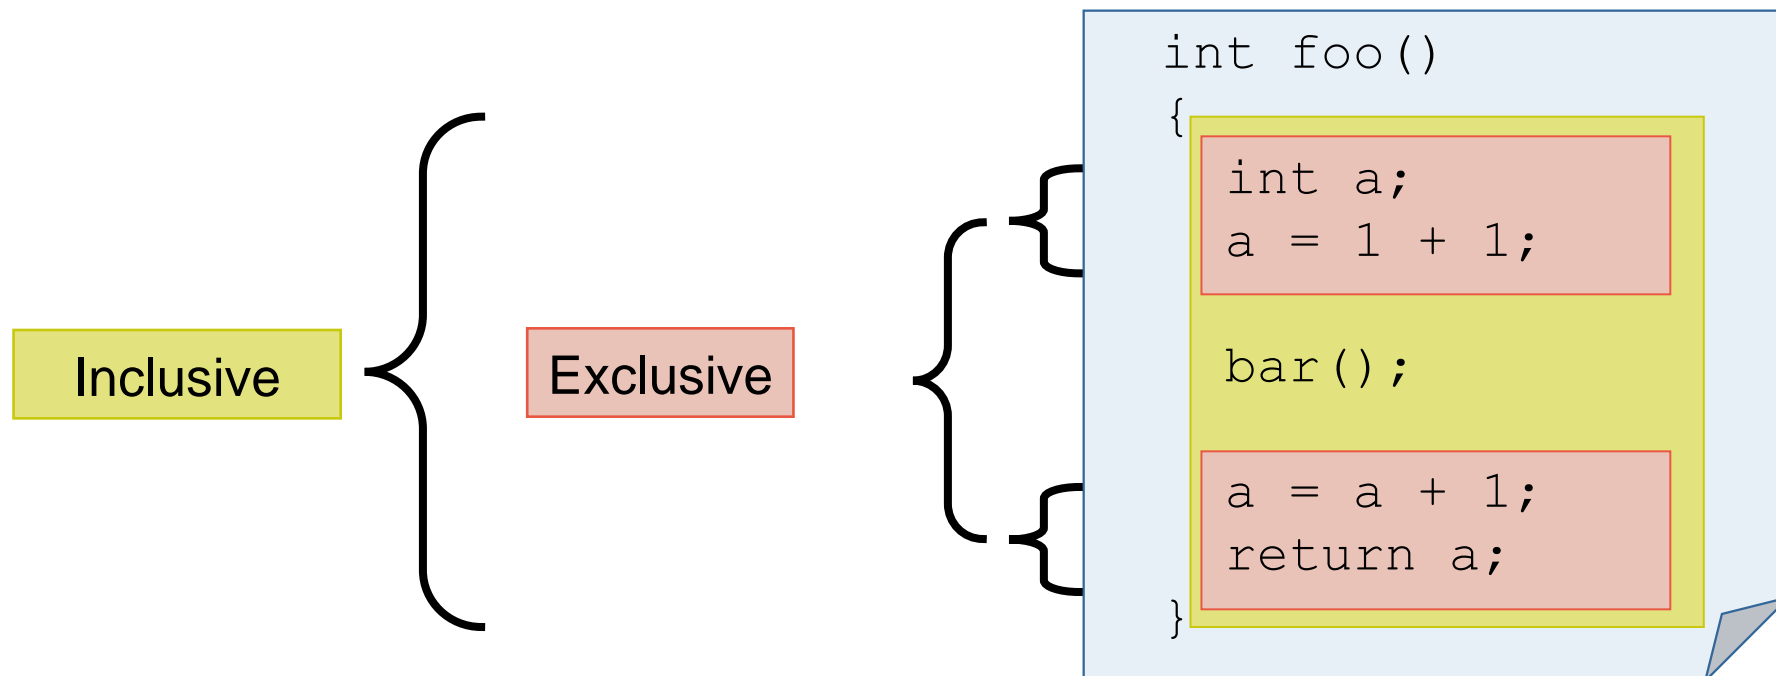 Inclusive
Exclusive
int foo()
{
int a;
a = 1 + 1;
bar();
a = a + 1;
return a;
}